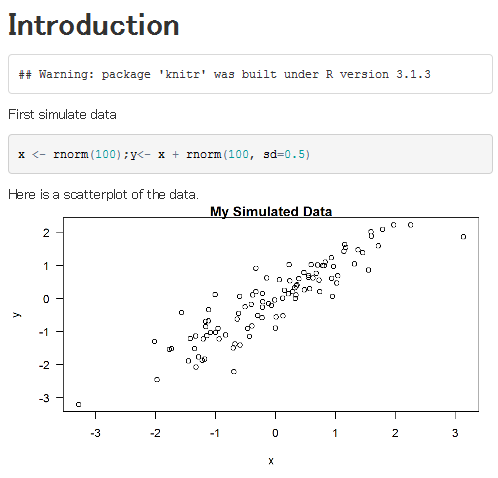 Introduction
## Warning: package 'knitr' was built under R version 3.1.3
First simulate data
x <- rnorm(100);y<- x + rnorm(100, sd=0.5)
Here is a scatterplot of the data.
My Simulated Data
2
1
0
-1
-2
-3
y
-3 -2 -1 0 1 2 3
x